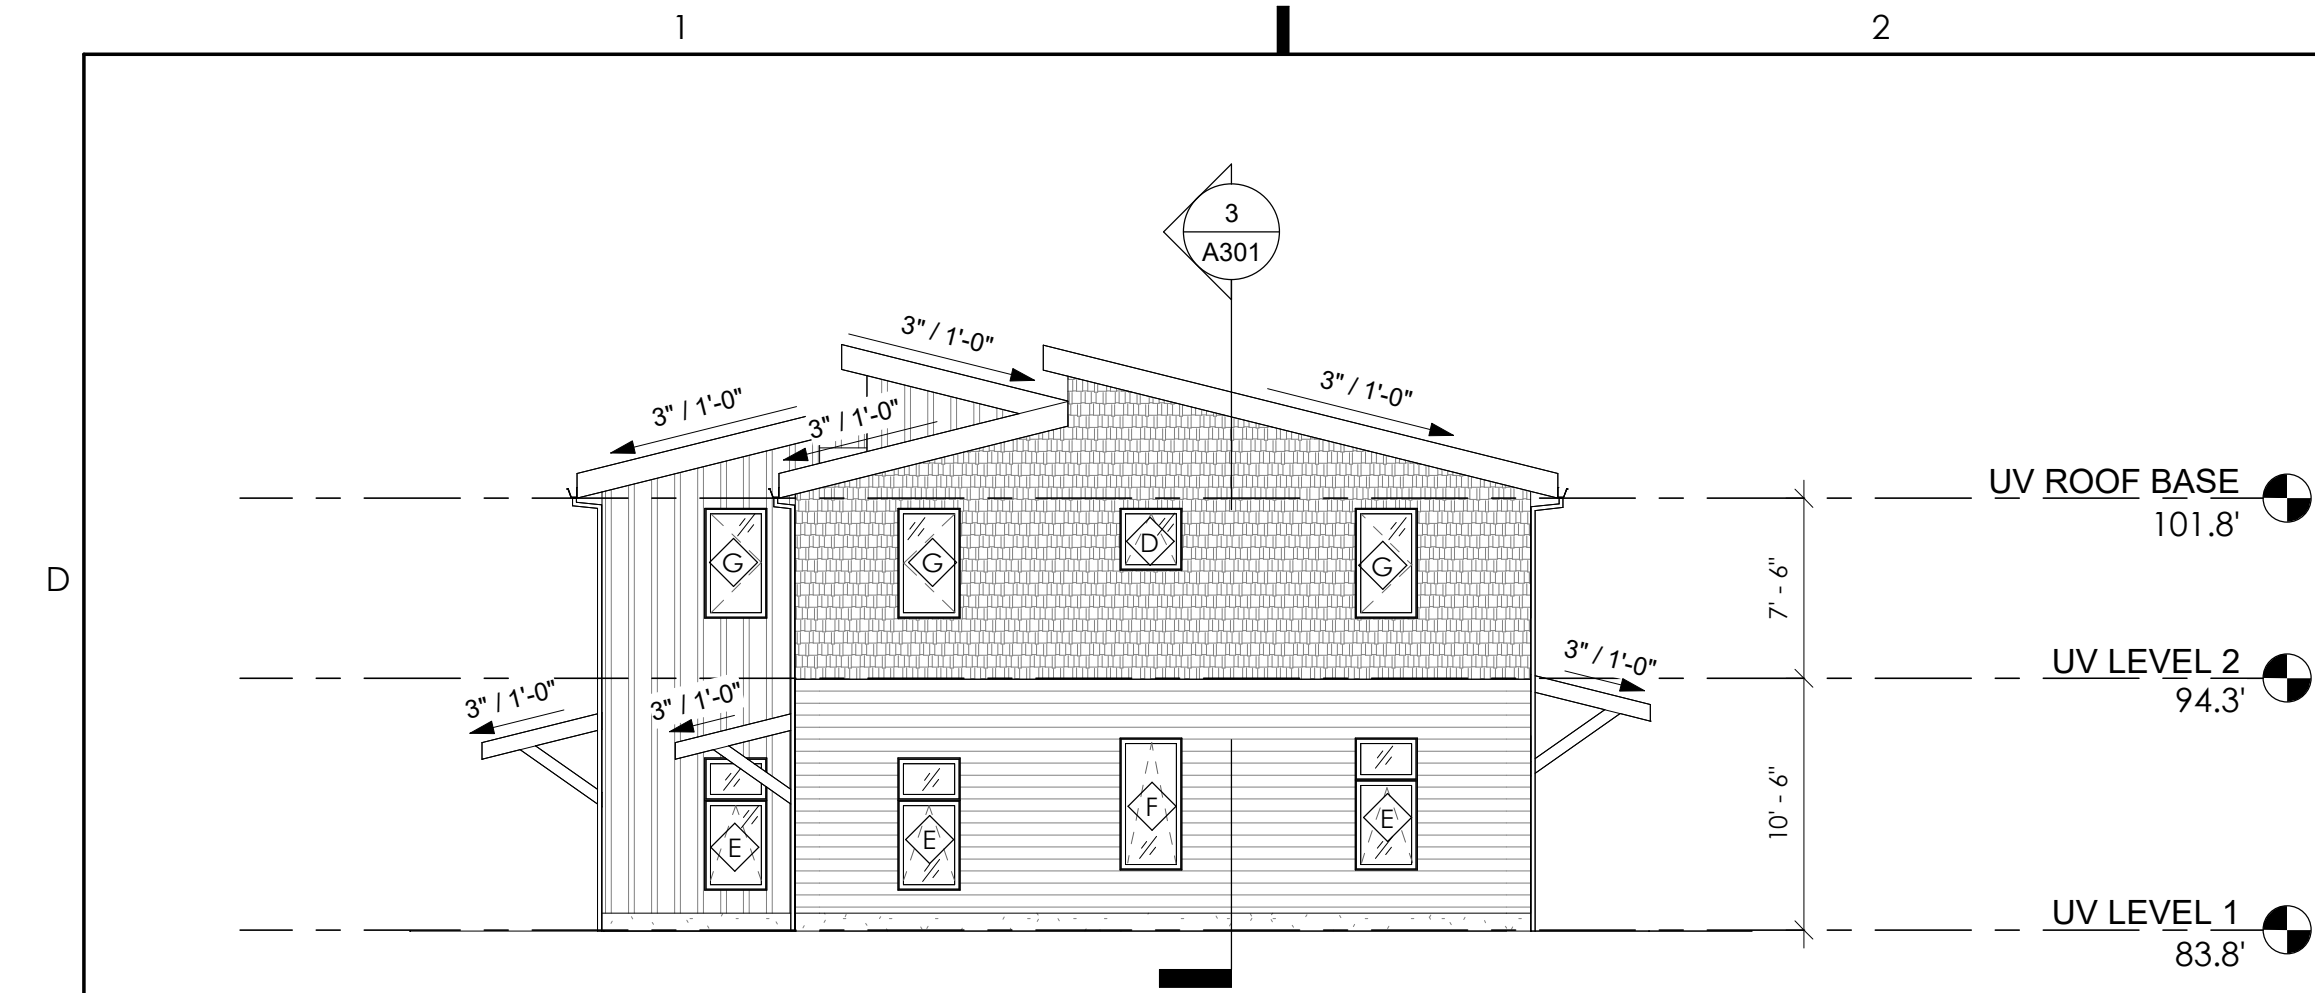 1
2
3
A301
3" / 1'-0"
3" / 1'-0"
3" / 1'-0"
3" / 1'-0"
UV ROOF BASE
101.8'
G
G
D
G
D
7' - 6"
3" / 1'-0"
UV LEVEL 2
94.3'
3" / 1'-0"
3" / 1'-0"
10' - 6"
E
E
F
E
UV LEVEL 1
83.8'